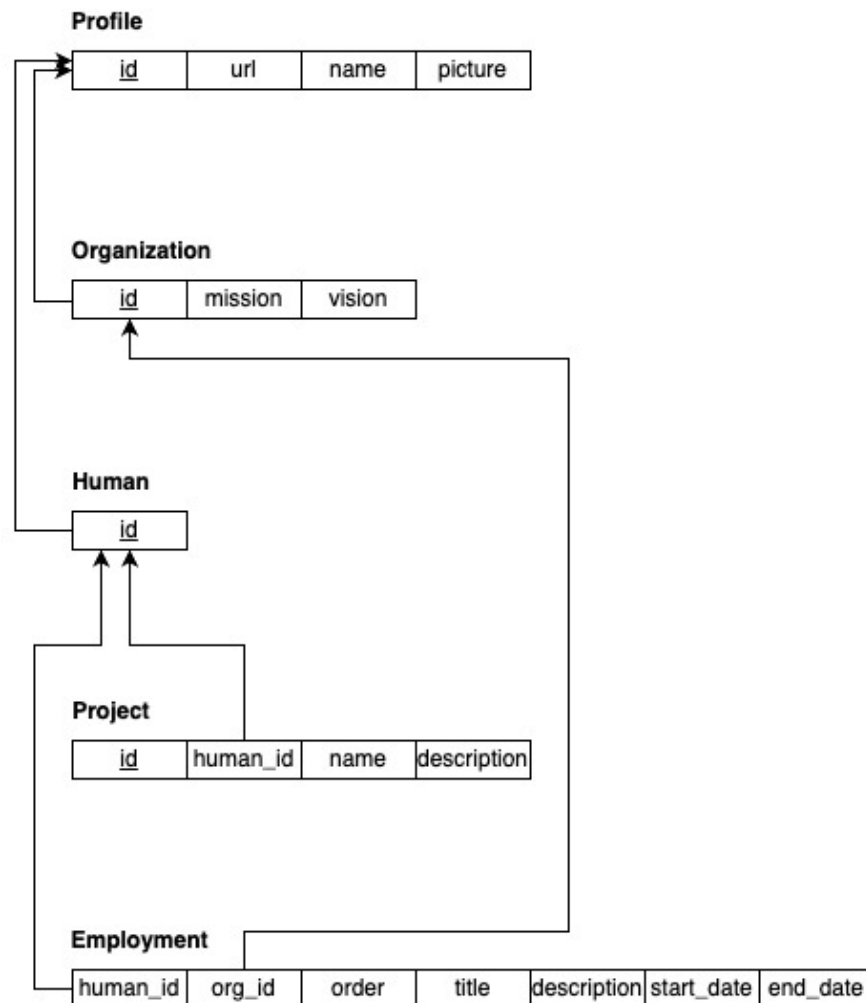 Profile
id url name picture
Organization
id mission vision
Human
id
Project
id human_id name description
Employment
human_id org_id order title description start_date end_date